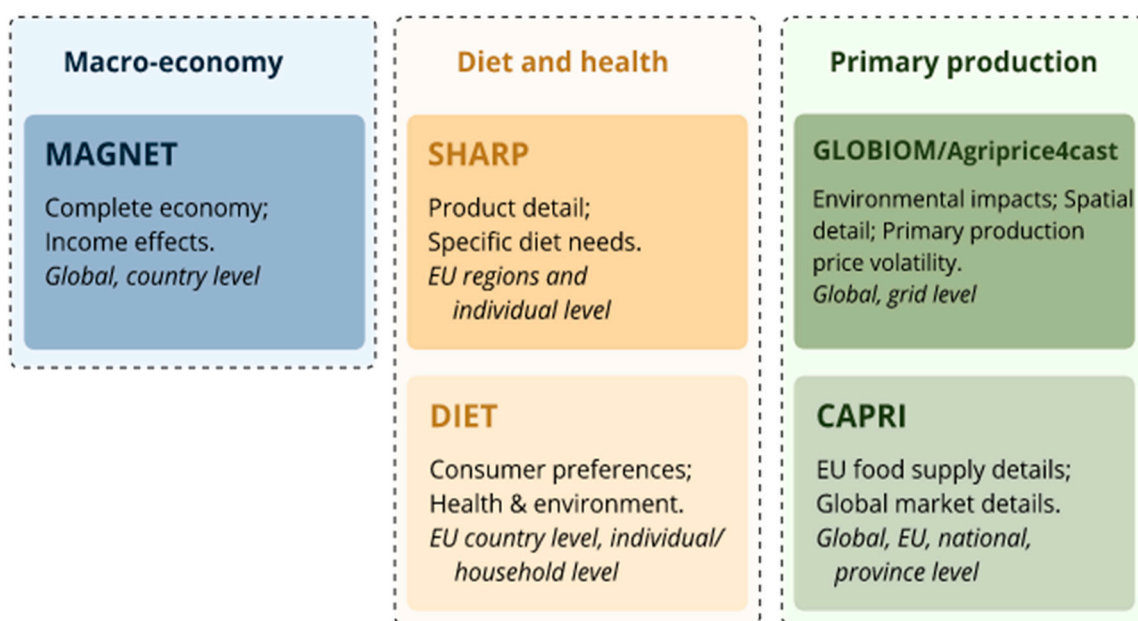 Macro-economy
MAGNET
Complete economy;
Income effects.
Global, country level
Diet and health
SHARP
Product detail;
Specific diet needs.
EU regions and
individual level
DIET
Consumer preferences;
Health & environment.
EU country level, individual/
household level
Primary production
GLOBIOM/Agriprice4cast
Environmental impacts; Spatial
detail; Primary production
price volatility.
Global, grid level
CAPRI
EU food supply details;
Global market details.
Global, EU, national,
province level